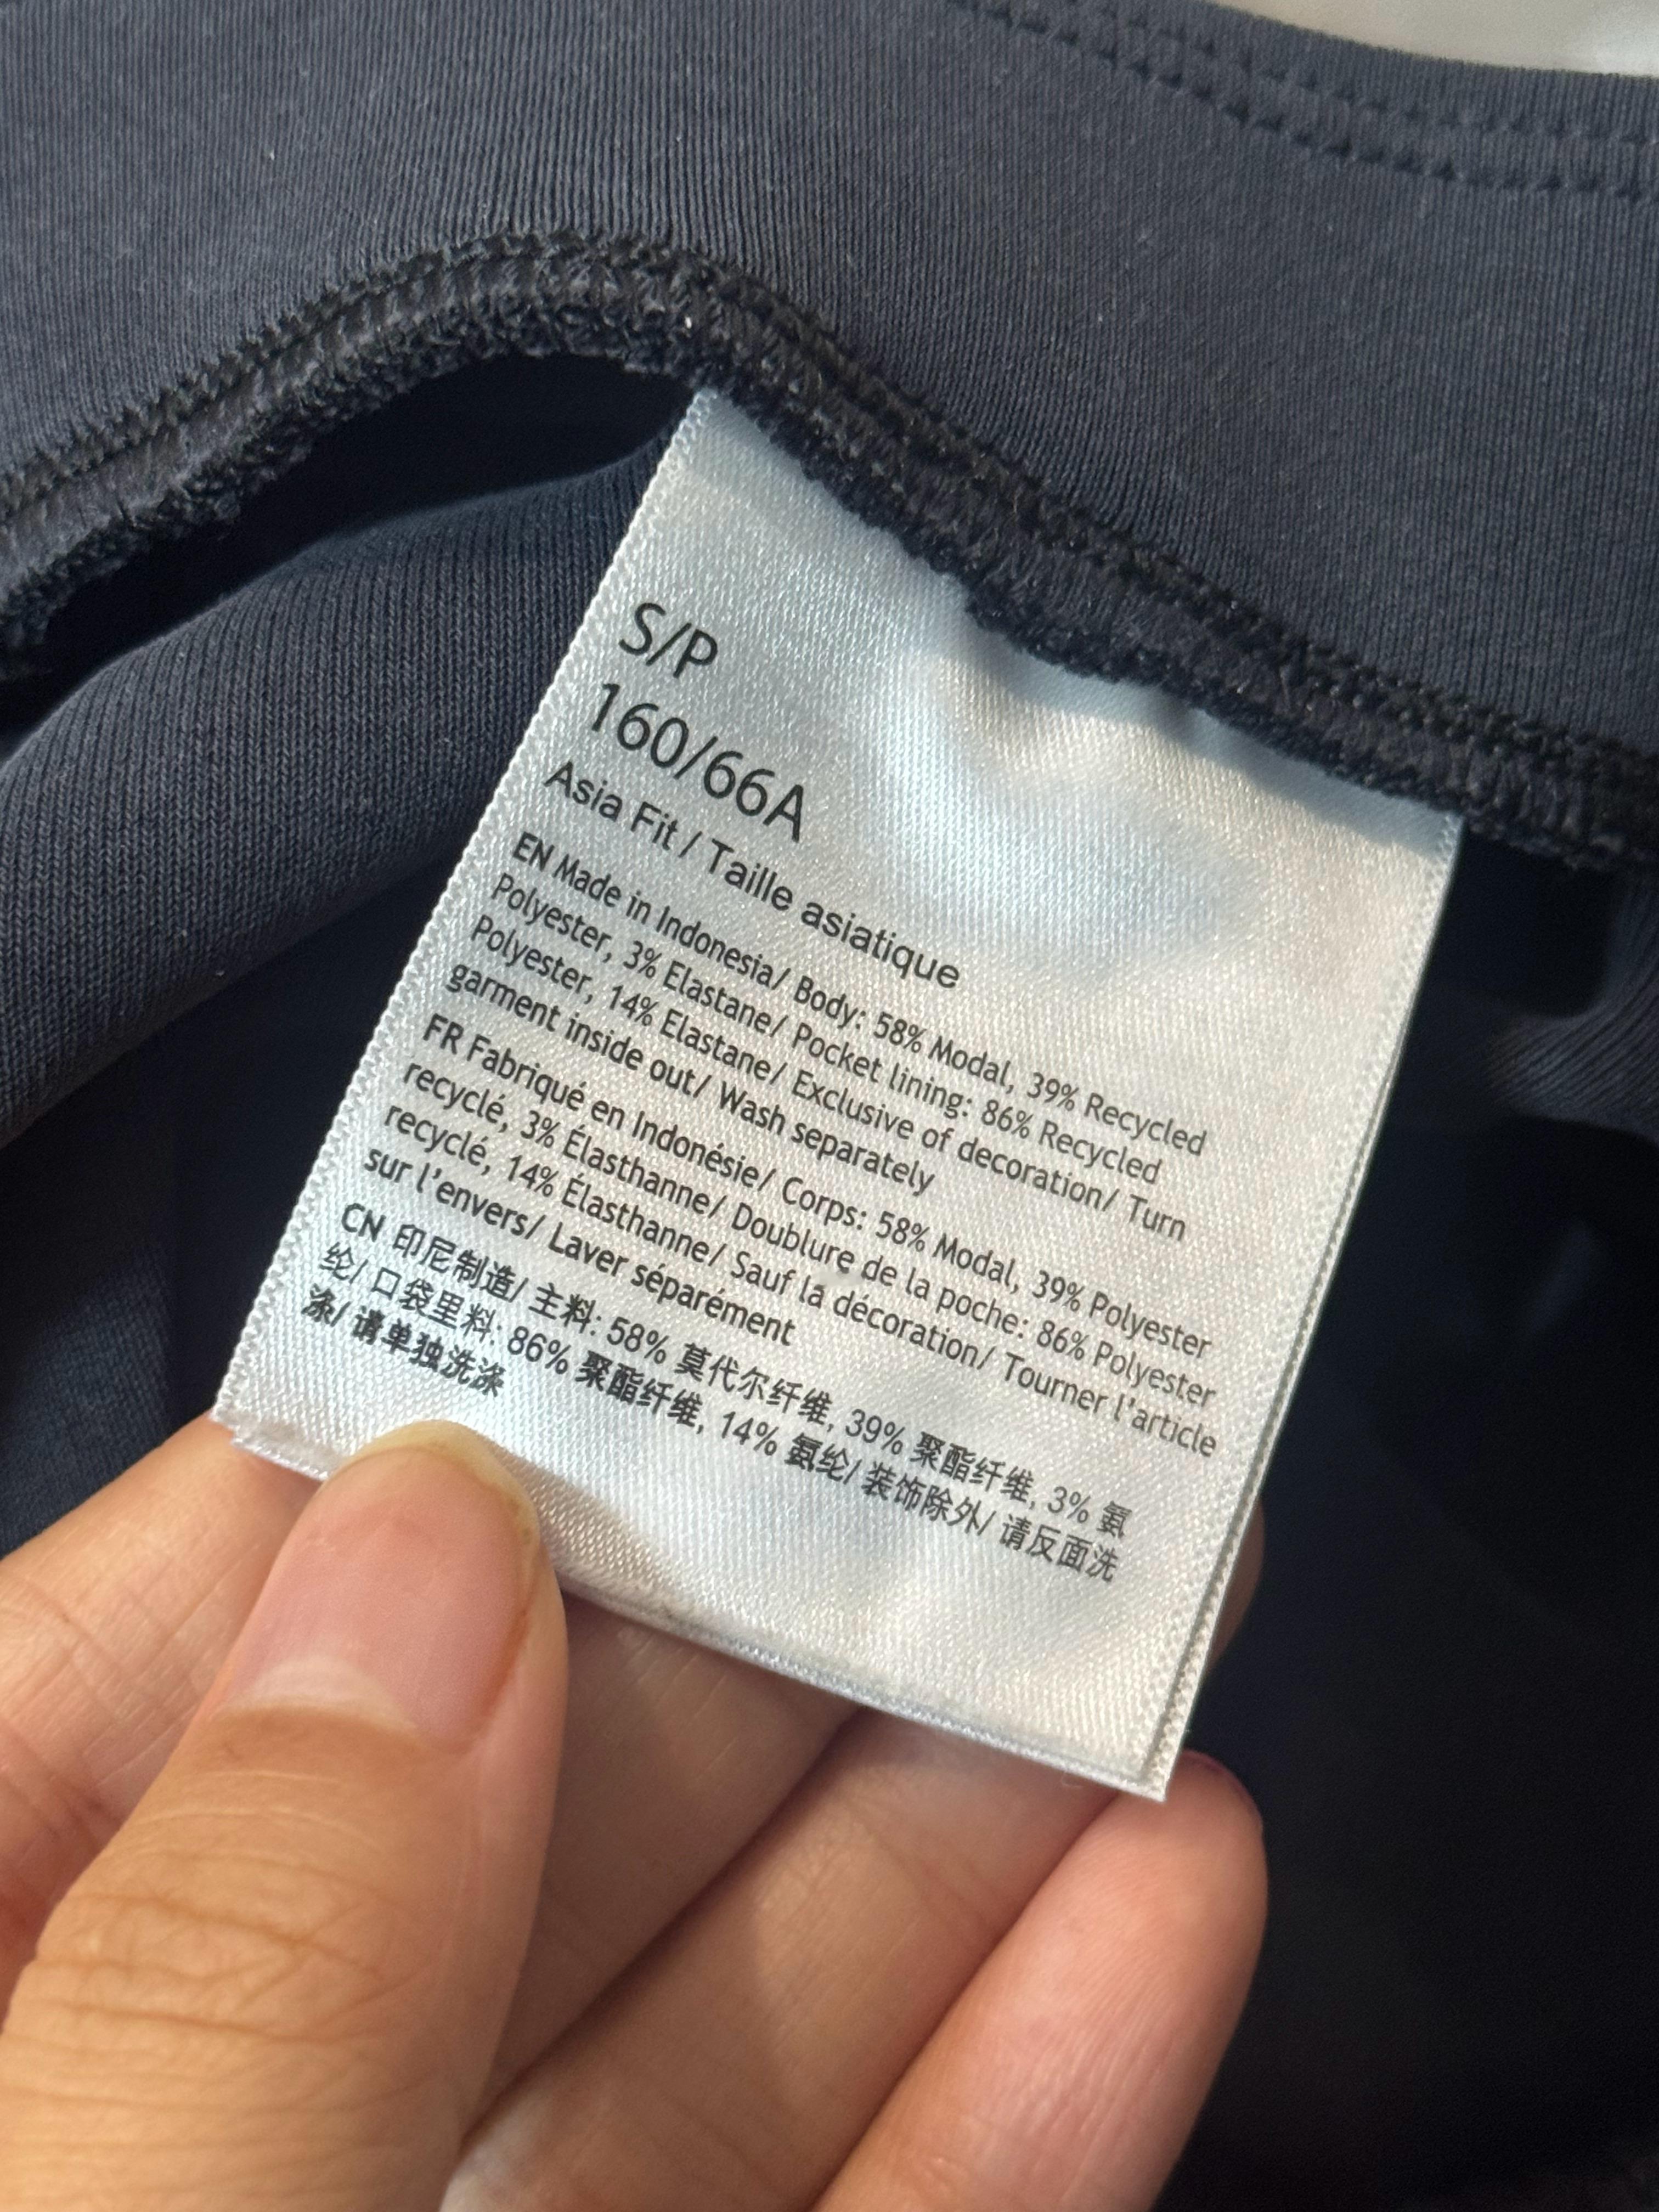 S/P
160/66A
Asia Fit / Taille asiatique
EN Made in Indonesia/ Body: 58% Modal, 39% Recycled
Polyester, 3% Elastane/ Pocket lining: 86% Recycled
Polyester, 14% Elastane/ Exclusive of decoration/ Turn
garment inside out/ Wash separately
FR Fabriqué en Indonésie/ Corps: 58% Modal, 39% Polyester
recyclé, 3% Élasthanne/ Doublure de la poche: 86% Polyester
recyclé, 14% Élasthanne/ Sauf la décoration/ Tourner l'article
sur l'envers/ Laver séparément
CN 印尼制造/ 主料: 58% 莫代尔纤维, 39% 聚酯纤维, 3% 氨
纶/ 口袋里料: 86% 聚酯纤维, 14% 氨纶/ 装饰除外/ 请反面洗
涤/ 请单独洗涤